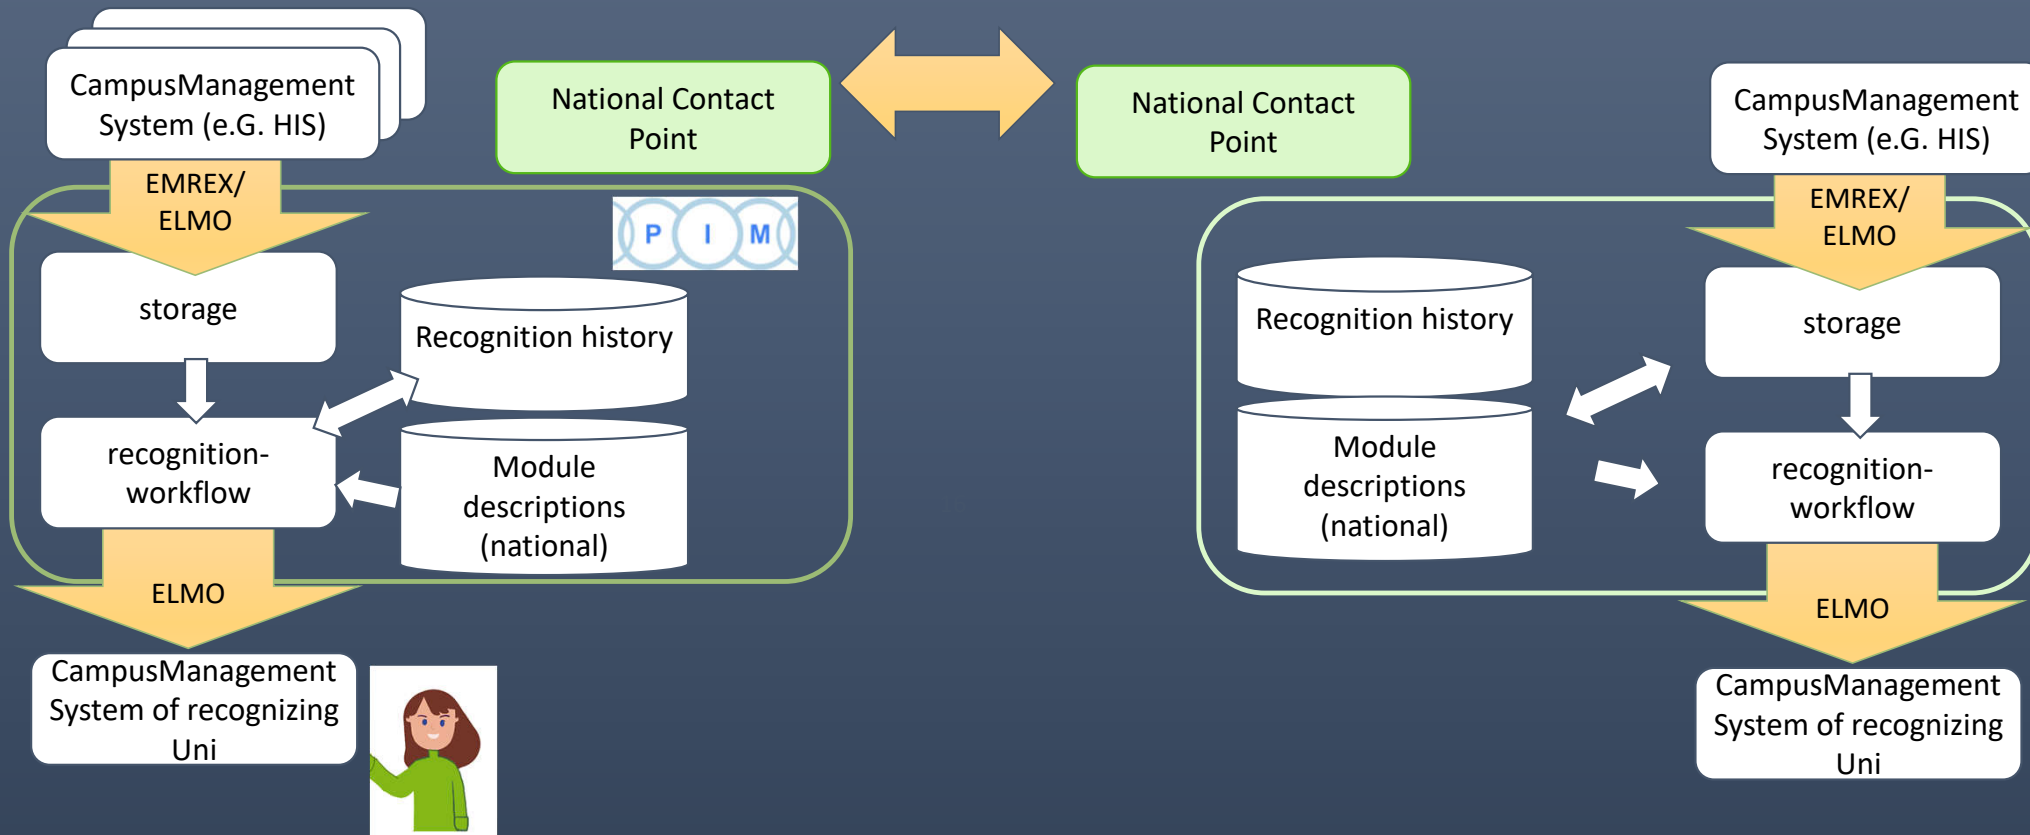 CampusManagement
System (e.G. HIS)
National Contact
Point
National Contact
Point
CampusManagement
System (e.G. HIS)
EMREX/
ELMO
P I M
storage
Recognition history
recognition-
workflow
Module
descriptions
(national)
ELMO
CampusManagement
System of recognizing
Uni
EMREX/
ELMO
Recognition history
storage
Module
descriptions
(national)
recognition-
workflow
ELMO
CampusManagement
System of recognizing
Uni